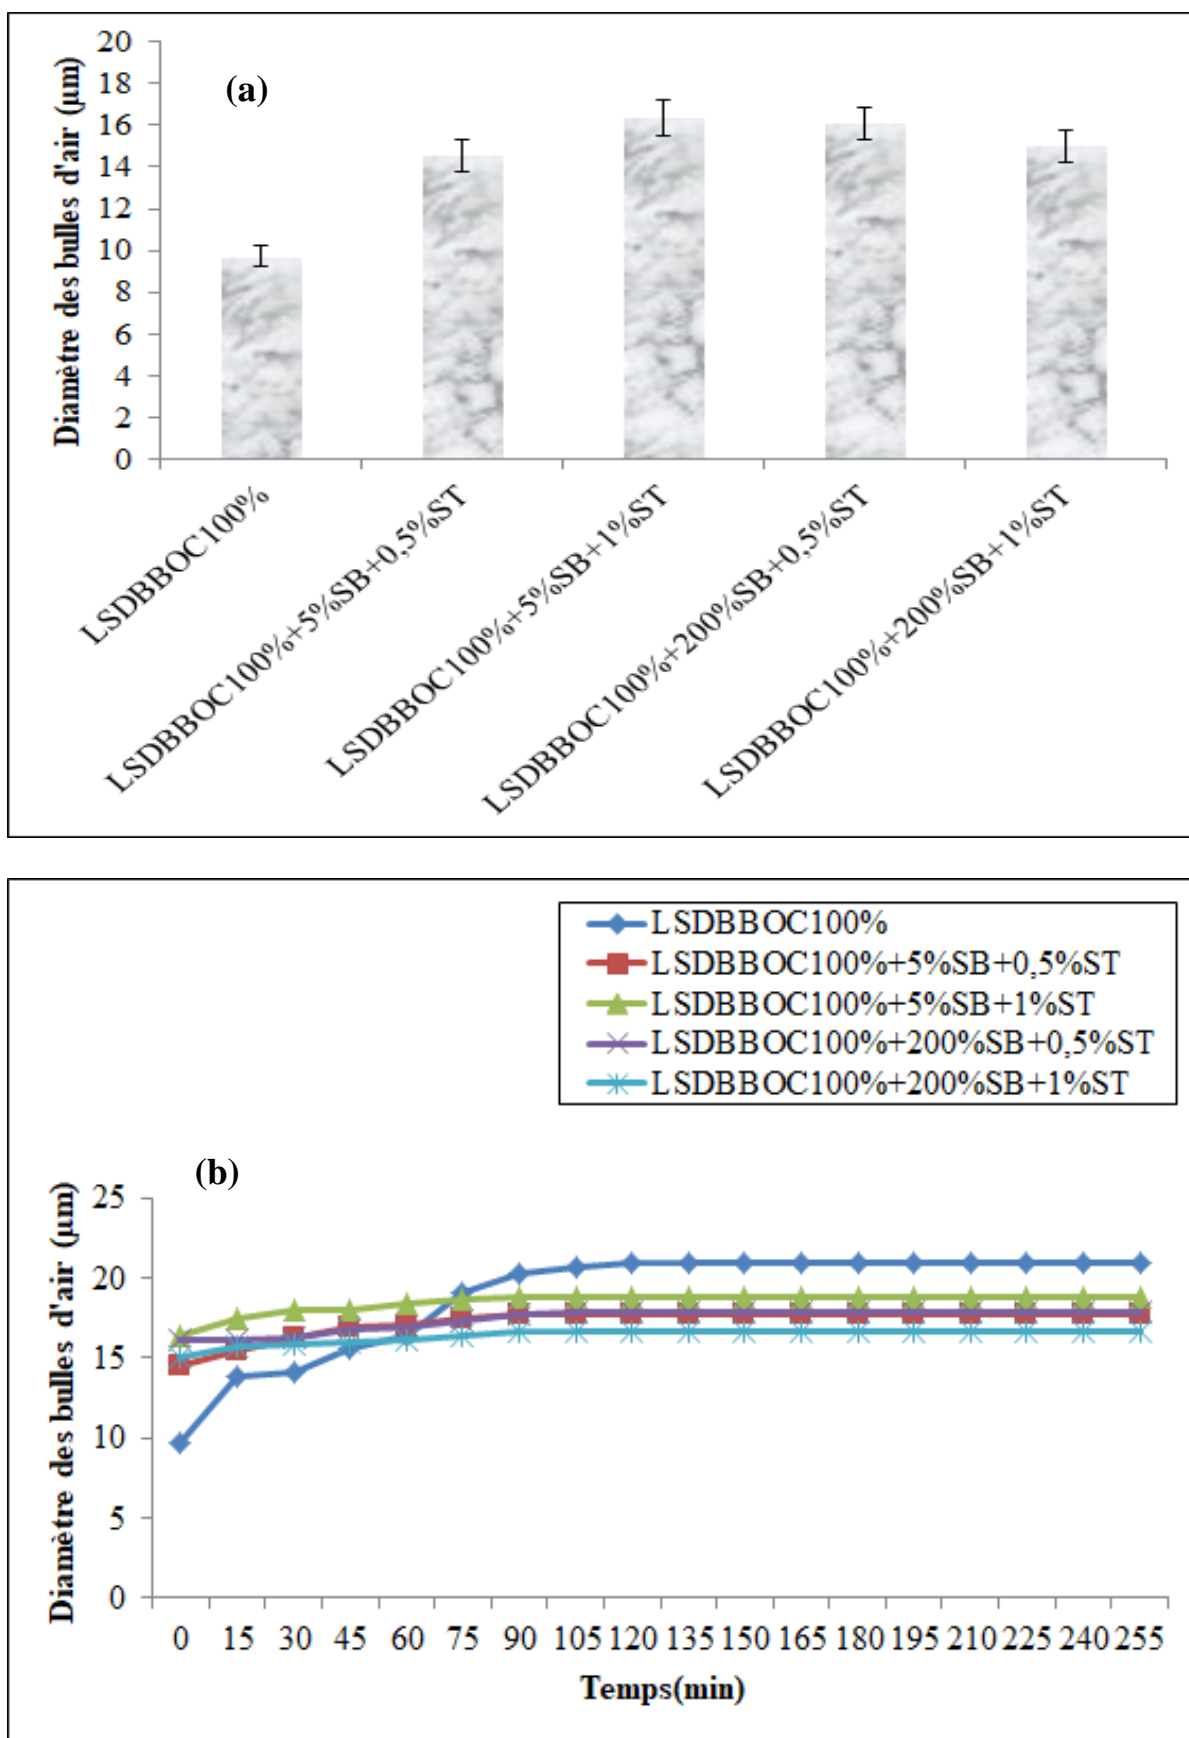 (a)
Diamètre des bulles d'air (µm)
20
18
16
14
12
10
8
6
4
2
0
LSDBBOC100%
LSDBBOC100%+5%SB+0,5%ST
LSDBBOC100%+5%SB+1%ST
LSDBBOC100%+200%SB+0,5%ST
LSDBBOC100%+200%SB+1%ST
LSDBBOC100%
LSDBBOC100%+5%SB+0,5%ST
LSDBBOC100%+5%SB+1%ST
LSDBBOC100%+200%SB+0,5%ST
LSDBBOC100%+200%SB+1%ST
(b)
Diamètre des bulles d'air (µm)
25
20
15
10
5
0
0 15 30 45 60 75 90 105 120 135 150 165 180 195 210 225 240 255
Temps(min)